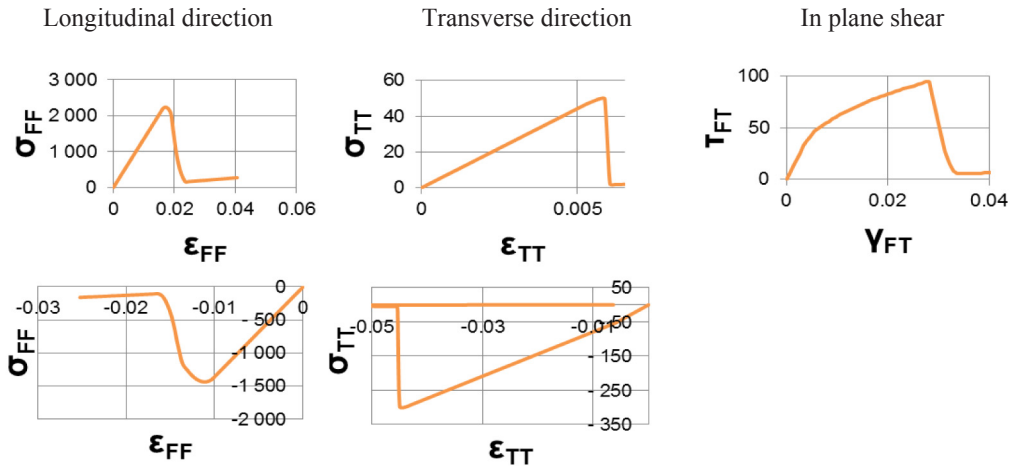 Longitudinal direction
Transverse direction
In plane shear
3 000
2 000
1 000
0
0 0.02 0.04 0.06
σFF
εFF
60
40
20
0
0 0.005
σTT
εTT
100
50
0
0 0.02 0.04
τFT
γFT
0
-0.03 -0.02 -0.01 0
- 500
-1 000
-1 500
-2 000
σFF
εFF
50
-0.05 -0.03 -0.01
- 50
- 150
- 250
- 350
σTT
εTT